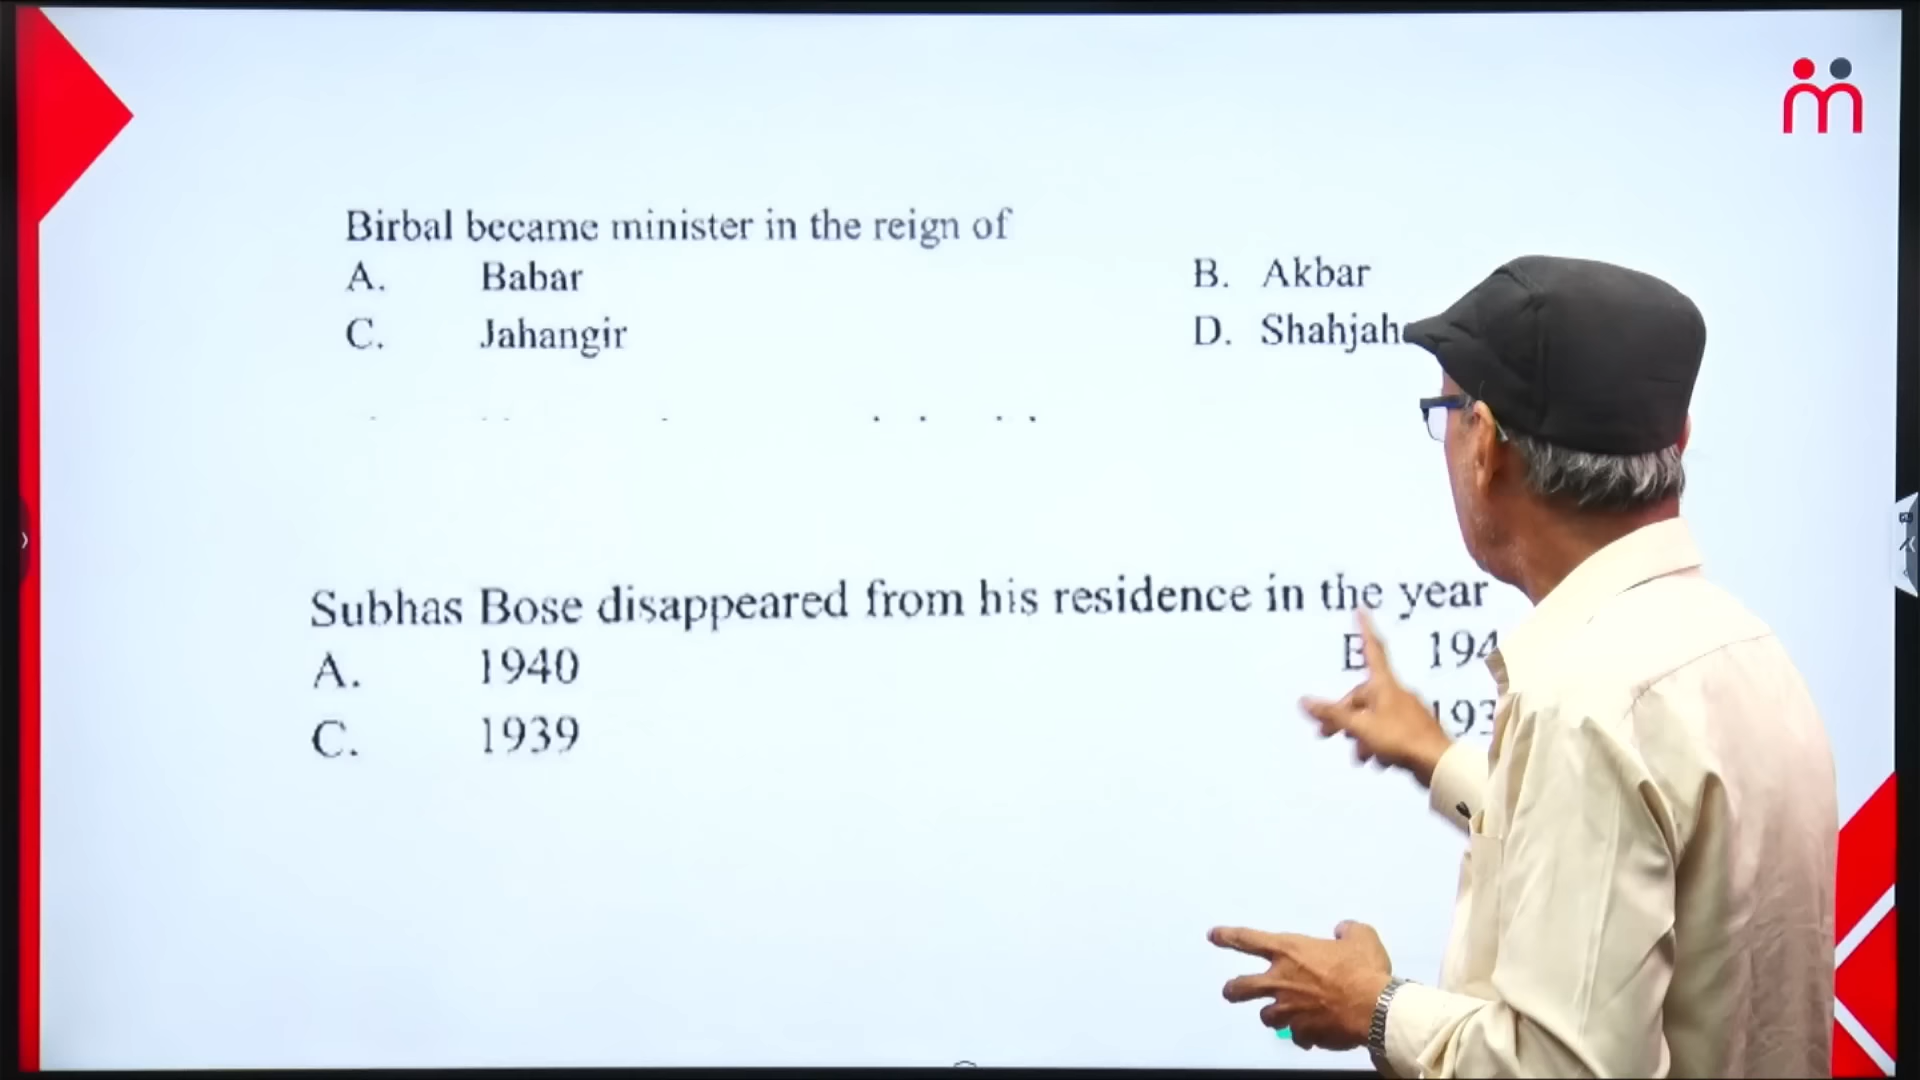 Birbal became minister in the reign of
A. Babar
B. Akbar
C. Jahangir
D.
Subhas Bose disappeared from his residence in the year
A. 1940
B
C. 1939